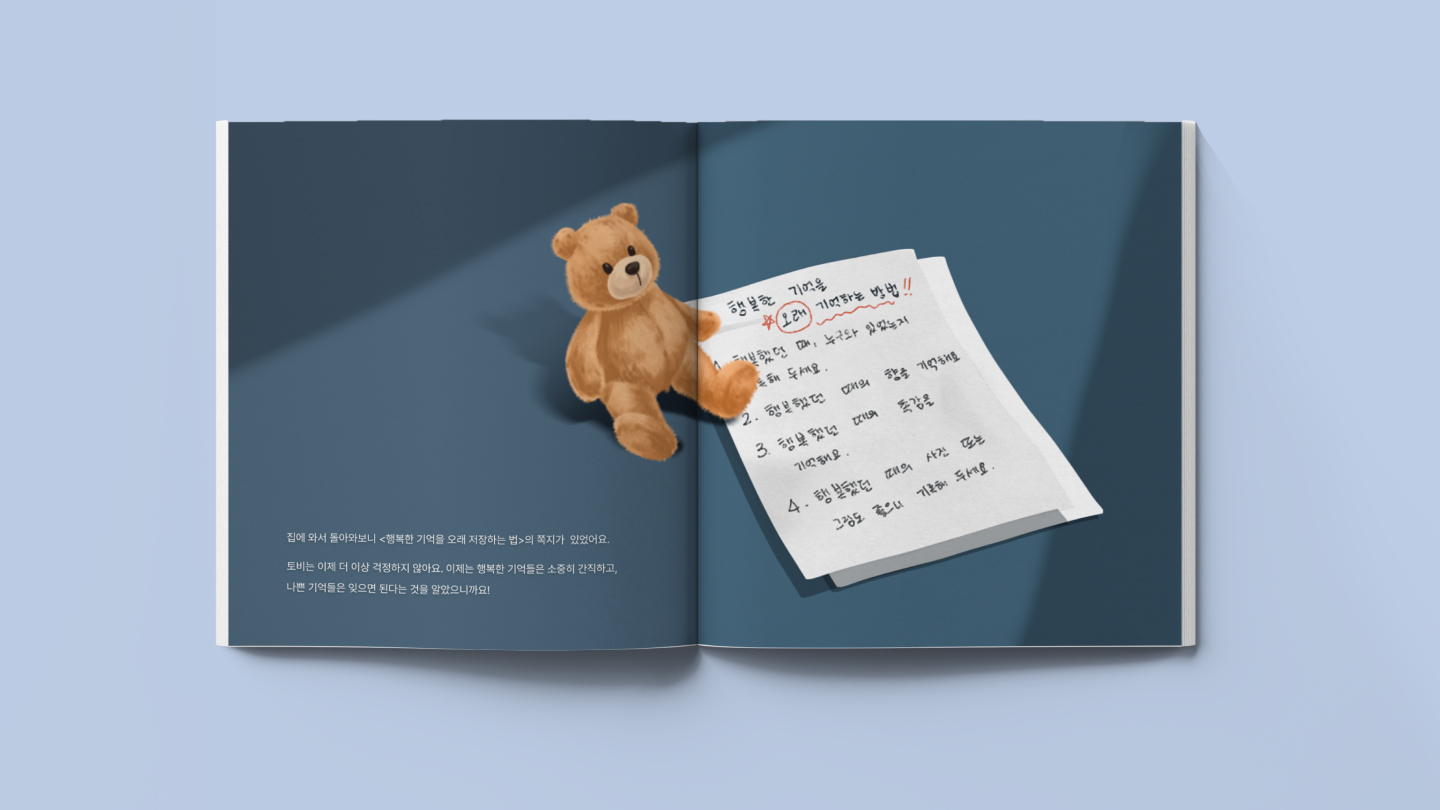 집에 와서 돌아와보니 <행복한 기억을 오래 저장하는 법>의 쪽지가 있었어요.
토비는 이제 더 이상 걱정하지 않아요. 이제는 행복한 기억들은 소중히 간직하고,
나쁜 기억들은 잊으면 된다는 것을 알았으니까요!
행복한 기억을
오래 기억하는 방법!!
행복했던 때, 누구와 있었는지
해 두세요.
2. 행복했던 때의 향을 기억해요
3. 행복했던 때의 촉감을
기억해요.
4. 행복했던 때의 사진 또는
그림도 좋으니 기록해 두세요.